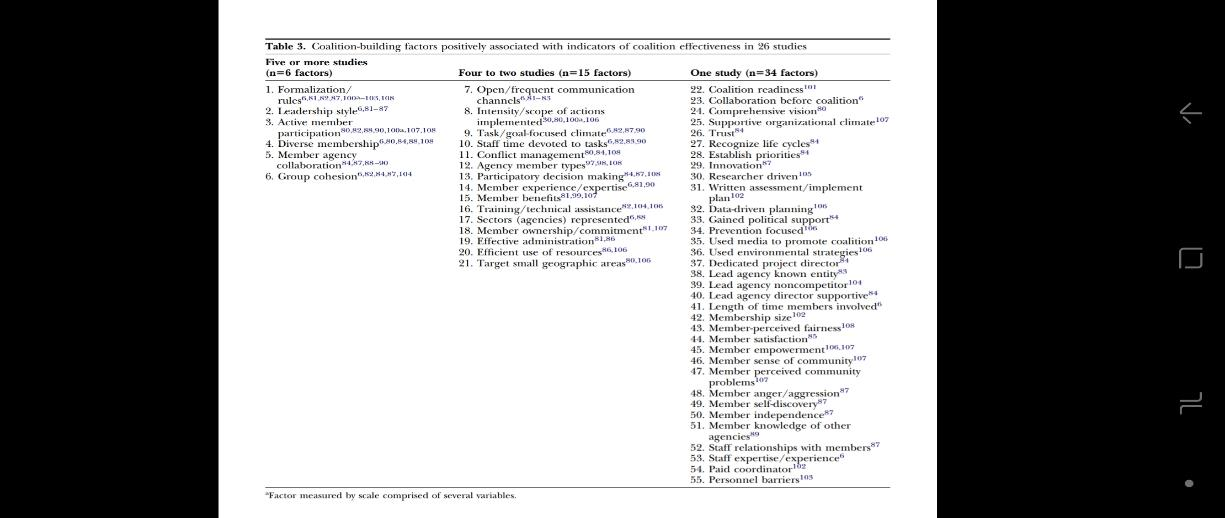 Table 3. Coalition-building factors positively associated with indicators of coalition effectiveness in 26 studies
Five or more studies
(n=6 factors)
1. Formalization/
rules6,81,82,87,100a–103,108
2. Leadership style6,81–87
3. Active member
participation80,82,88,90,100a,107,108
4. Diverse membership6,80,84,88,108
5. Member agency
collaboration84,87,88–90
6. Group cohesion6,82,84,87,104
Four to two studies (n=15 factors)
7. Open/frequent communication
channels6,81–83
8. Intensity/scope of actions
implemented30,80,100a,106
9. Task/goal-focused climate6,82,87,90
10. Staff time devoted to tasks6,82,83,90
11. Conflict management80,84,108
12. Agency member types97,98,108
13. Participatory decision making84,87,108
14. Member experience/expertise6,81,90
15. Member benefits81,99,107
16. Training/technical assistance82,104,106
17. Sectors (agencies) represented6,88
18. Member ownership/commitment81,107
19. Effective administration81,86
20. Efficient use of resources86,106
21. Target small geographic areas80,106
One study (n=34 factors)
22. Coalition readiness101
23. Collaboration before coalition6
24. Comprehensive vision80
25. Supportive organizational climate107
26. Trust84
27. Recognize life cycles84
28. Establish priorities84
29. Innovation87
30. Researcher driven105
31. Written assessment/implement
plan102
32. Data-driven planning106
33. Gained political support84
34. Prevention focused106
35. Used media to promote coalition106
36. Used environmental strategies106
37. Dedicated project director84
38. Lead agency known entity83
39. Lead agency noncompetitor104
40. Lead agency director supportive84
41. Length of time members involved6
42. Membership size102
43. Member-perceived fairness108
44. Member satisfaction85
45. Member empowerment106,107
46. Member sense of community107
47. Member perceived community
problems107
48. Member anger/aggression87
49. Member self-discovery87
50. Member independence87
51. Member knowledge of other
agencies89
52. Staff relationships with members87
53. Staff expertise/experience6
54. Paid coordinator102
55. Personnel barriers103
aFactor measured by scale comprised of several variables.